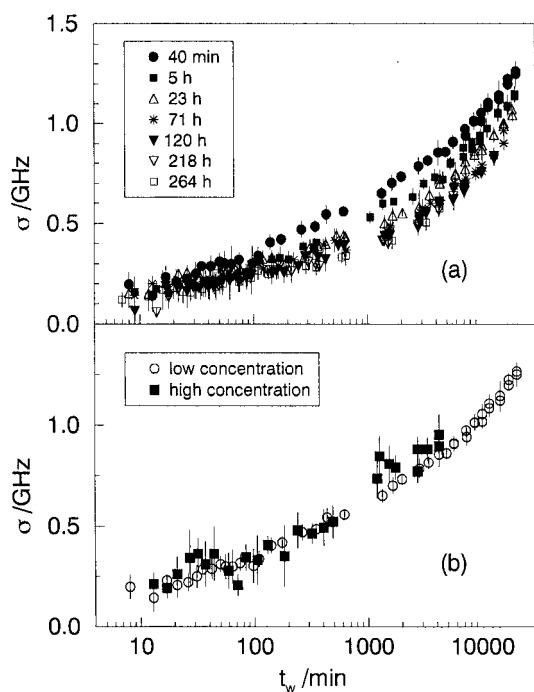 1.5
40 min
5 h
23 h
71 h
120 h
218 h
264 h
1.0
σ /GHz
0.5
(a)
0.0
low concentration
high concentration
1.0
σ /GHz
0.5
(b)
0.0
10 100 1000 10000
t_w /min